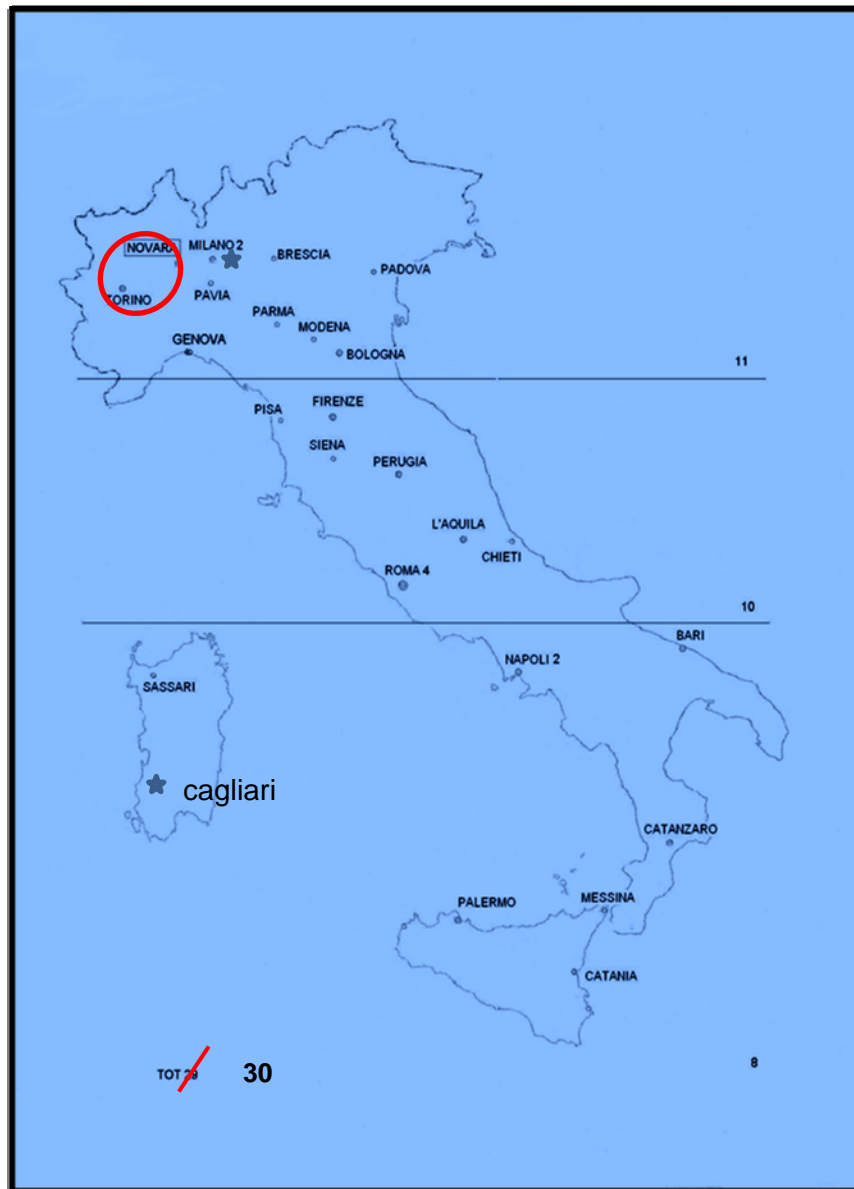 NOVARA
MILANO 2
BRESCIA
PADOVA
TORINO
PAVIA
PARMA
MODENA
GENOVA
BOLOGNA
11
PISA
FIRENZE
SIENA
PERUGIA
L'AQUILA
CHIETI
ROMA 4
10
BARI
NAPOLI 2
SASSARI
cagliari
CATANZARO
MESSINA
PALERMO
CATANIA
8
TOT 29 30